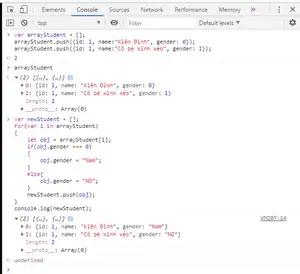 Elements Console Sources Network Performance Memory »
top Filter Default levels ▼
> var arrayStudent = [];
arrayStudent.push({id: 1, name:"Kiên Đình", gender: 0});
arrayStudent.push({id: 1, name:"Cô bé xinh xẻo", gender: 1});
< 2
> arrayStudent
< ▼ (2) [{…}, {…}]
▶ 0: {id: 1, name: "Kiên Đình", gender: 0}
▶ 1: {id: 1, name: "Cô bé xinh xẻo", gender: 1}
length: 2
▶ __proto__: Array(0)
> var newStudent = [];
for(var i in arrayStudent)
{
let obj = arrayStudent[i];
if(obj.gender === 0)
{
obj.gender = "Nam";
}
else{
obj.gender = "Nữ";
}
newStudent.push(obj);
}
console.log(newStudent);
VM207:14
▼ (2) [{…}, {…}]
▶ 0: {id: 1, name: "Kiên Đình", gender: "Nam"}
▶ 1: {id: 1, name: "Cô bé xinh xẻo", gender: "Nữ"}
length: 2
▶ __proto__: Array(0)
< undefined
>